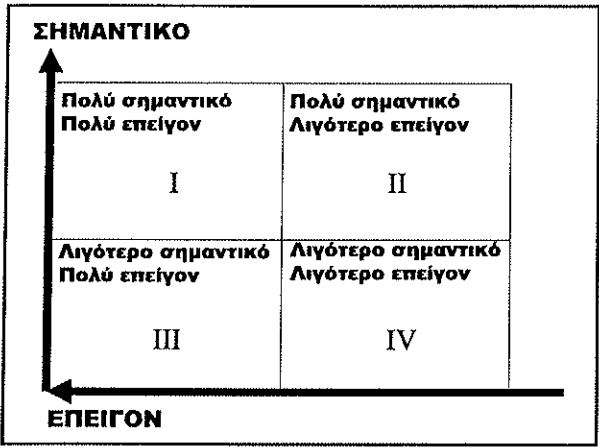 ΣΗΜΑΝΤΙΚΟ
Πολύ σημαντικό
Πολύ επείγον
I
Πολύ σημαντικό
Λιγότερο επείγον
II
Λιγότερο σημαντικό
Πολύ επείγον
III
Λιγότερο σημαντικό
Λιγότερο επείγον
IV
ΕΠΕΙΓΟΝ